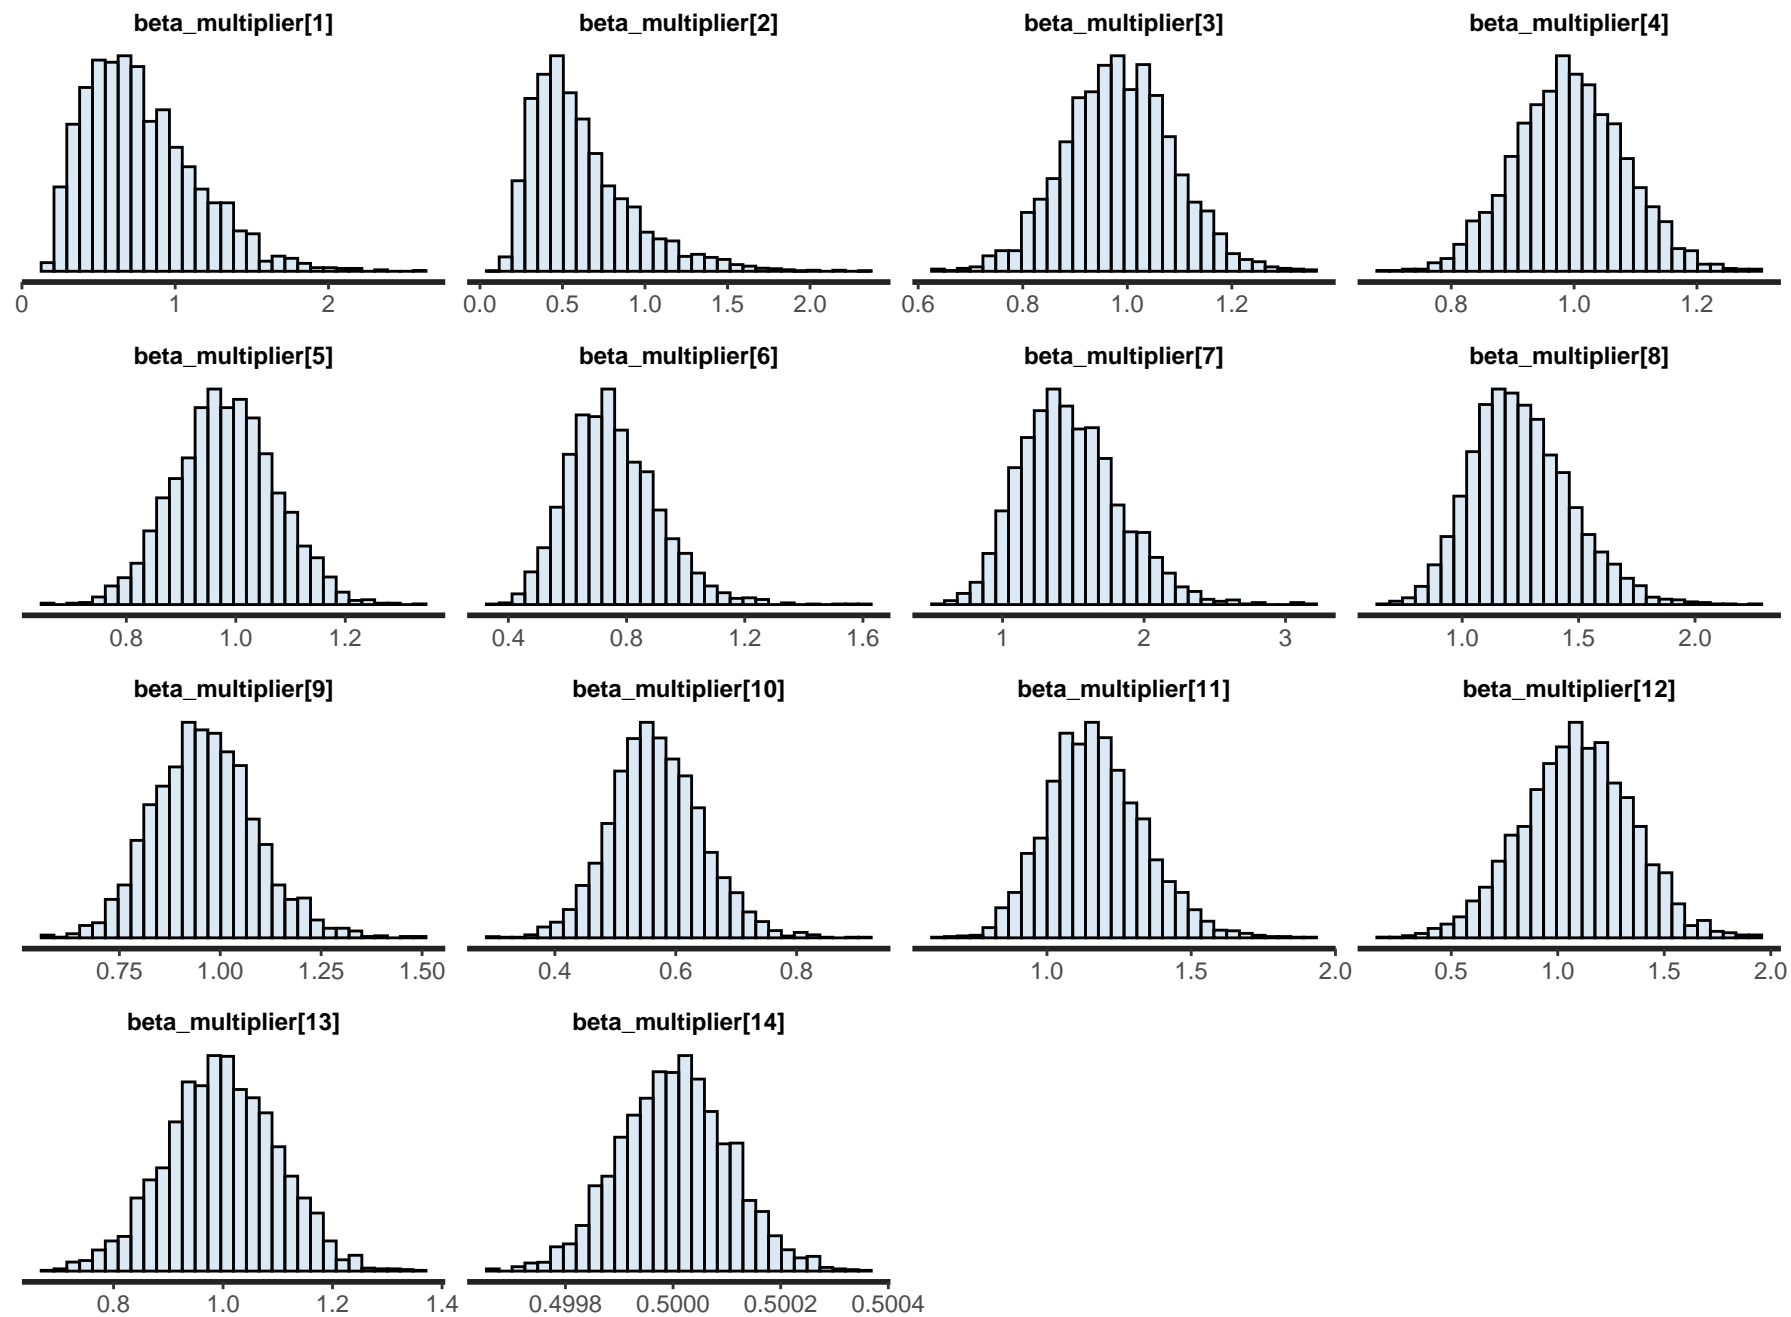 beta_multiplier[1] beta_multiplier[2] beta_multiplier[3] beta_multiplier[4]
0 1 2 0.0 0.5 1.0 1.5 2.0 0.6 0.8 1.0 1.2 0.8 1.0 1.2
beta_multiplier[5] beta_multiplier[6] beta_multiplier[7] beta_multiplier[8]
0.8 1.0 1.2 0.4 0.8 1.2 1.6 1 2 3 1.0 1.5 2.0
beta_multiplier[9] beta_multiplier[10] beta_multiplier[11] beta_multiplier[12]
0.75 1.00 1.25 1.50 0.4 0.6 0.8 1.0 1.5 2.0 0.5 1.0 1.5 2.0
beta_multiplier[13] beta_multiplier[14]
0.8 1.0 1.2 1.4 0.4998 0.5000 0.5002 0.5004